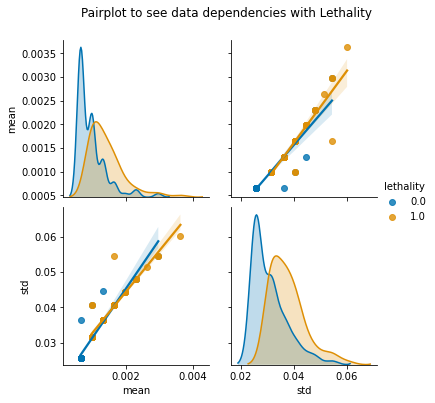 Pairplot to see data dependencies with Lethality
0.0035
0.0030
0.0025
0.0020
0.0015
0.0010
0.0005
mean
lethality
0.0
1.0
0.06
0.05
0.04
0.03
std
0.002 0.004
mean
0.02 0.04 0.06
std